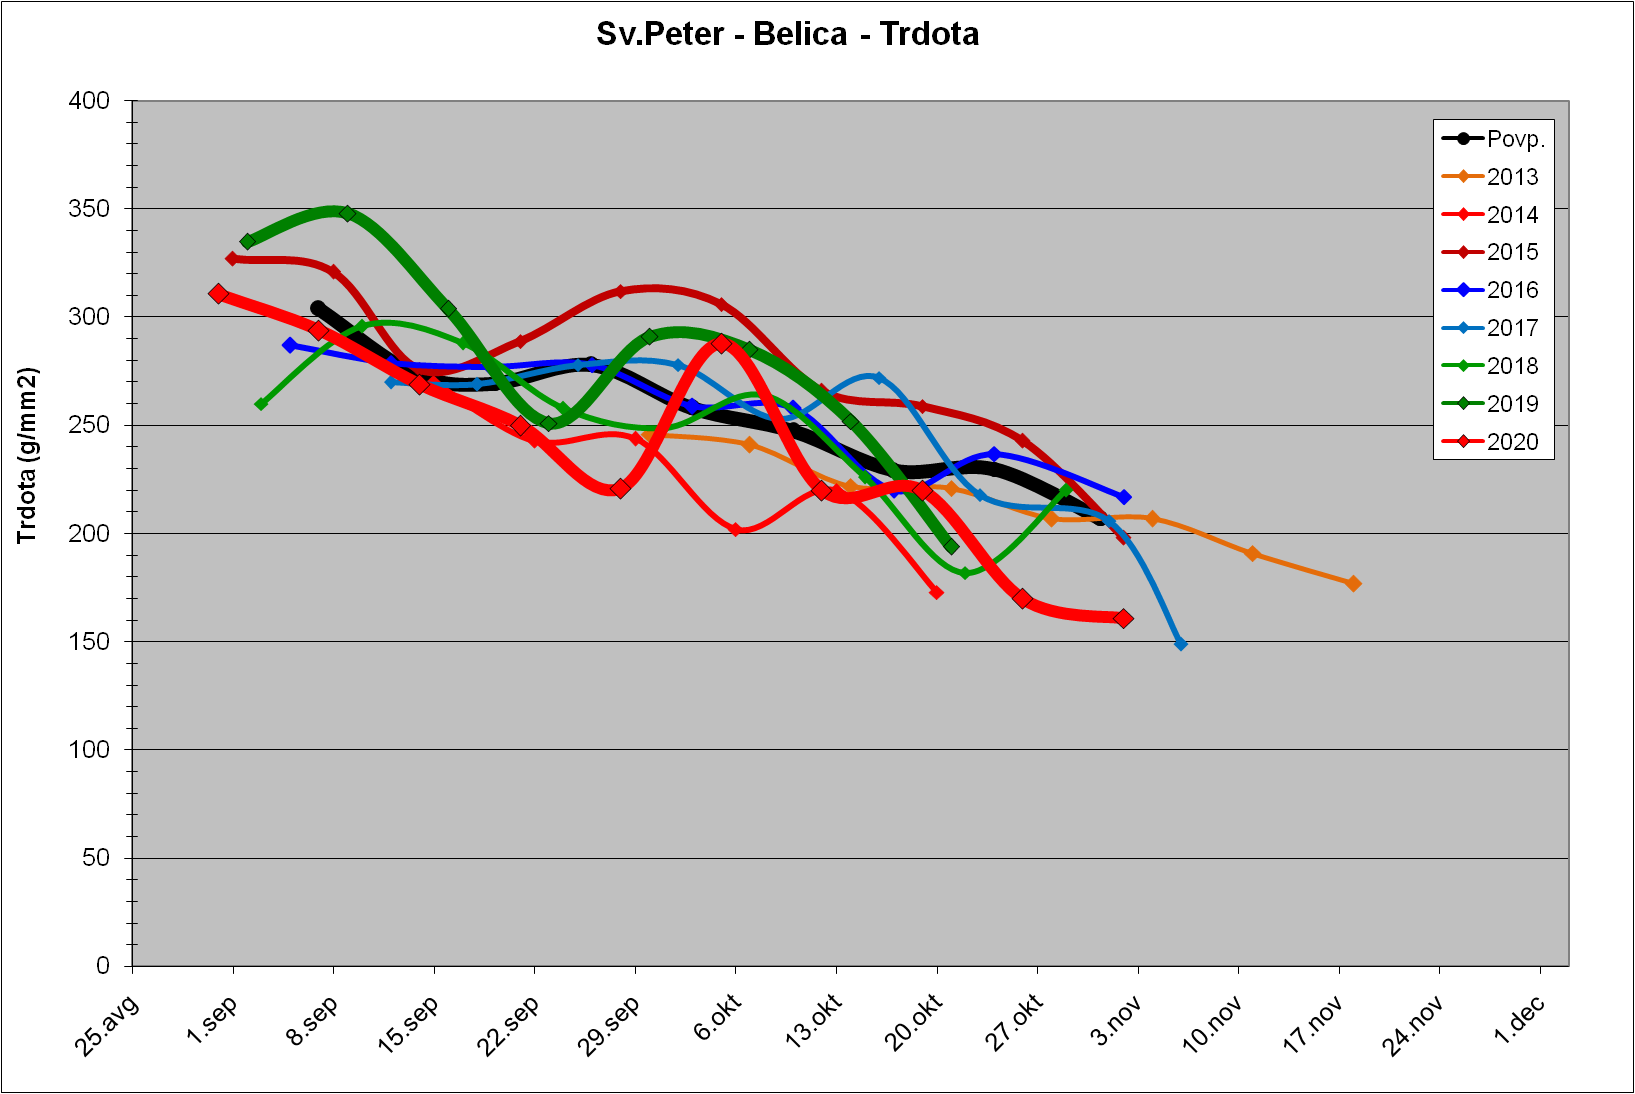 Sv.Peter - Belica - Trdota
Trdota (g/mm2)
400
350
300
250
200
150
100
50
0
25.avg
1.sep
8.sep
15.sep
22.sep
29.sep
6.okt
13.okt
20.okt
27.okt
3.nov
10.nov
17.nov
24.nov
1.dec
Povp.
2013
2014
2015
2016
2017
2018
2019
2020